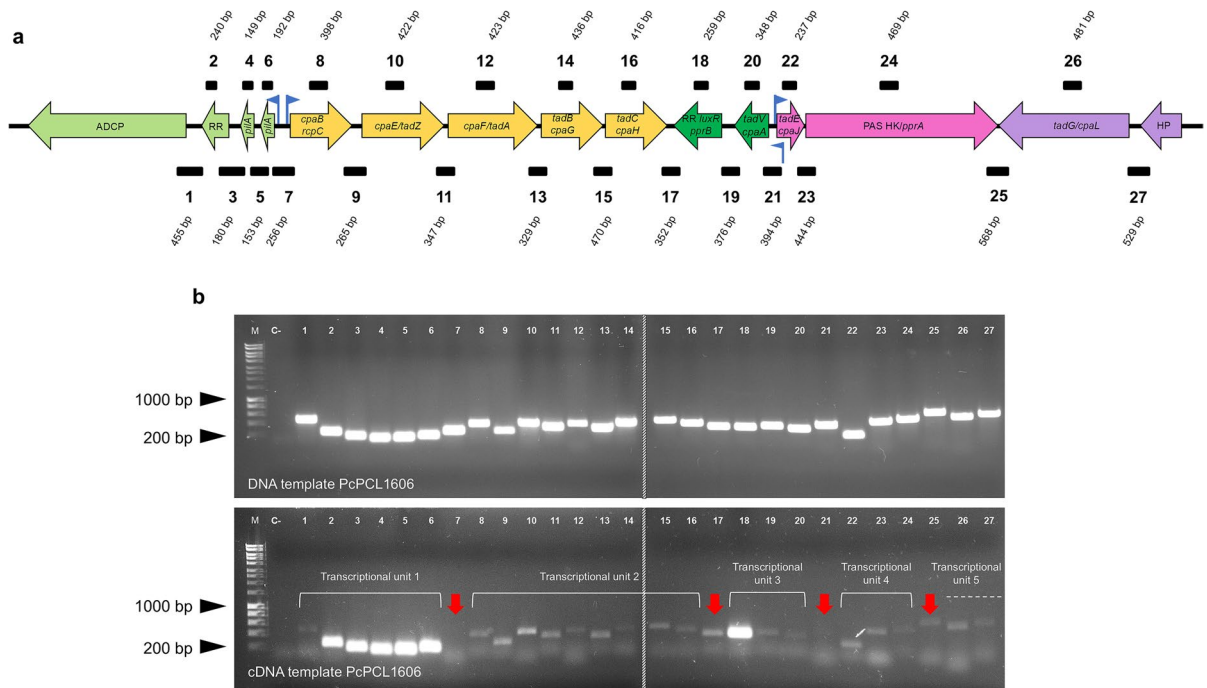 a
240 bp 149 bp 192 bp 398 bp 422 bp 423 bp 436 bp 416 bp 259 bp 348 bp 237 bp 469 bp 481 bp
2 4 6 8 10 12 14 16 18 20 22 24 26
ADCP RR pilA pilA cpaB rcpC cpaE/tadZ cpaF/tadA tadB cpaG tadC cpaH RR luxR pprB tadV cpaA tadE cpaJ PAS HK/pprA tadG/cpaL HP
1 3 5 7 9 11 13 15 17 19 21 23 25 27
455 bp 180 bp 153 bp 256 bp 265 bp 347 bp 329 bp 470 bp 352 bp 376 bp 394 bp 444 bp 568 bp 529 bp
b
M C- 1 2 3 4 5 6 7 8 9 10 11 12 13 14 15 16 17 18 19 20 21 22 23 24 25 26 27
1000 bp
200 bp
DNA template PcPCL1606
M C- 1 2 3 4 5 6 7 8 9 10 11 12 13 14 15 16 17 18 19 20 21 22 23 24 25 26 27
Transcriptional unit 1 Transcriptional unit 2 Transcriptional unit 3 Transcriptional unit 4 Transcriptional unit 5
1000 bp
200 bp
cDNA template PcPCL1606